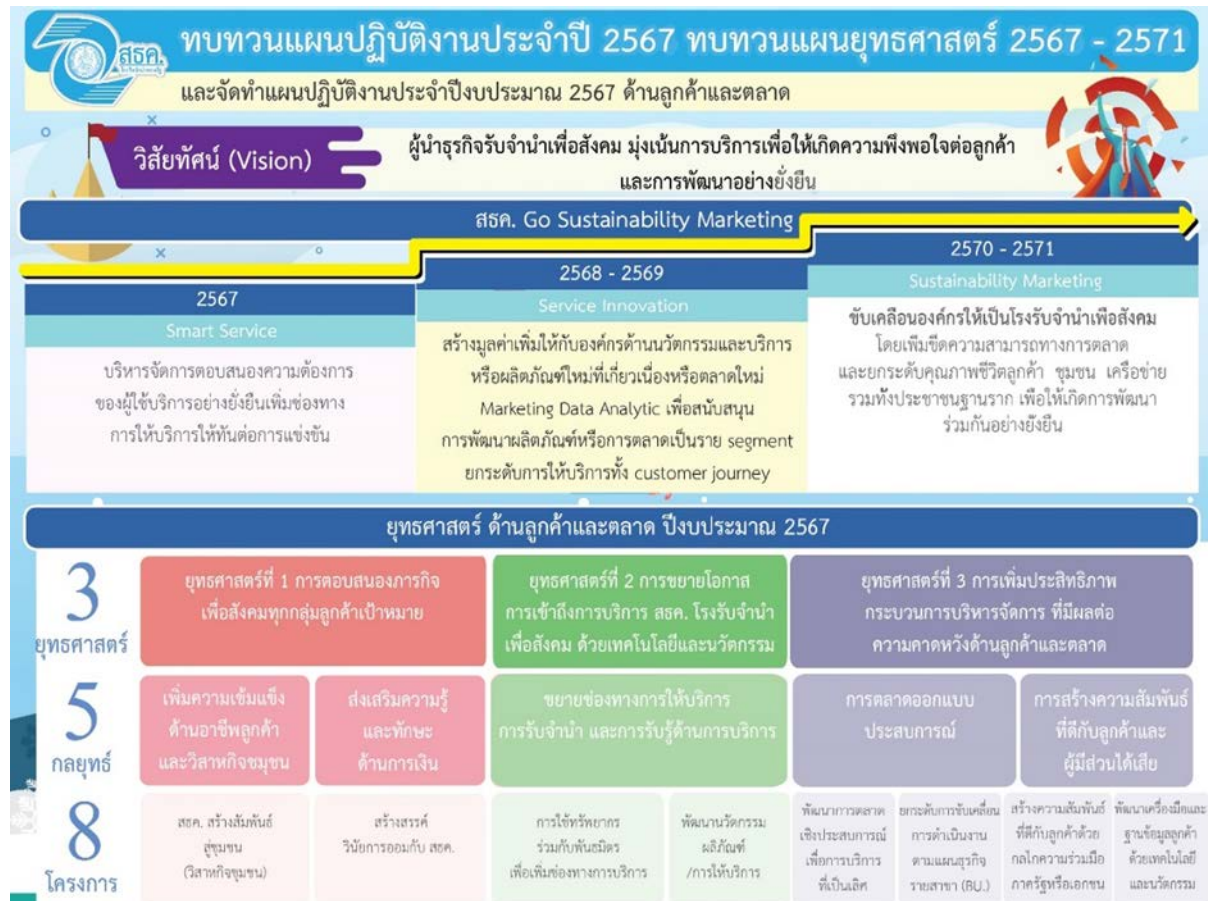 สธค.
ทบทวนแผนปฏิบัติงานประจำปี 2567 ทบทวนแผนยุทธศาสตร์ 2567 - 2571
และจัดทำแผนปฏิบัติงานประจำปีงบประมาณ 2567 ด้านลูกค้าและตลาด
วิสัยทัศน์ (Vision)
ผู้นำธุรกิจรับจำนำเพื่อสังคม มุ่งเน้นการบริการเพื่อให้เกิดความพึงพอใจต่อลูกค้า
และการพัฒนาอย่างยั่งยืน
สธค. Go Sustainability Marketing
2567
Smart Service
บริหารจัดการตอบสนองความต้องการ
ของผู้ใช้บริการอย่างยั่งยืนเพิ่มช่องทาง
การให้บริการให้ทันต่อการแข่งขัน
2568 - 2569
Service Innovation
สร้างมูลค่าเพิ่มให้กับองค์กรด้านนวัตกรรมและบริการ
หรือผลิตภัณฑ์ใหม่ที่เกี่ยวเนื่องหรือตลาดใหม่
Marketing Data Analytic เพื่อสนับสนุน
การพัฒนาผลิตภัณฑ์หรือการตลาดเป็นราย segment
ยกระดับการให้บริการทั้ง customer journey
2570 - 2571
Sustainability Marketing
ขับเคลือนองค์กรให้เป็นโรงรับจำนำเพือสังคม
โดยเพิมขีดความสามารถทางการตลาด
และยกระดับคุณภาพชีวิตลูกค้า ชุมชน เครือข่าย
รวมทั้งประชาชนฐานราก เพือให้เกิดการพัฒนา
ร่วมกันอย่างยังยืน
ยุทธศาสตร์ ด้านลูกค้าและตลาด ปีงบประมาณ 2567
3
ยุทธศาสตร์
ยุทธศาสตร์ที่ 1 การตอบสนองภารกิจ
เพื่อสังคมทุกกลุ่มลูกค้าเป้าหมาย
ยุทธศาสตร์ที่ 2 การขยายโอกาส
การเข้าถึงการบริการ สธค. โรงรับจำนำ
เพื่อสังคม ด้วยเทคโนโลยีและนวัตกรรม
ยุทธศาสตร์ที่ 3 การเพิ่มประสิทธิภาพ
กระบวนการบริหารจัดการ ที่มีผลต่อ
ความคาดหวังด้านลูกค้าและตลาด
5
กลยุทธ์
เพิ่มความเข้มแข็ง
ด้านอาชีพลูกค้า
และวิสาหกิจชุมชน
ส่งเสริมความรู้
และทักษะ
ด้านการเงิน
ขยายช่องทางการให้บริการ
การรับจำนำ และการรับรู้ด้านการบริการ
การตลาดออกแบบ
ประสบการณ์
การสร้างความสัมพันธ์
ที่ดีกับลูกค้าและ
ผู้มีส่วนได้เสีย
8
โครงการ
สธค. สร้างสัมพันธ์
สู่ชุมชน
(วิสาหกิจชุมชน)
สร้างสรรค์
วินัยการออมกับ สธค.
การใช้ทรัพยากร
ร่วมกับพันธมิตร
เพื่อเพิ่มช่องทางการบริการ
พัฒนานวัตกรรม
ผลิภัณฑ์
/การให้บริการ
พัฒนาการตลาด
เชิงประสบการณ์
เพื่อการบริการ
ที่เป็นเลิศ
ยกระดับการขับเคลื่อน
การดำเนินงาน
ตามแผนธุรกิจ
รายสาขา (BU.)
สร้างความสัมพันธ์
ที่ดีกับลูกค้าด้วย
กลไกความร่วมมือ
ภาครัฐหรือเอกชน
พัฒนาเครื่องมือและ
ฐานข้อมูลลูกค้า
ด้วยเทคโนโลยี
และนวัตกรรม